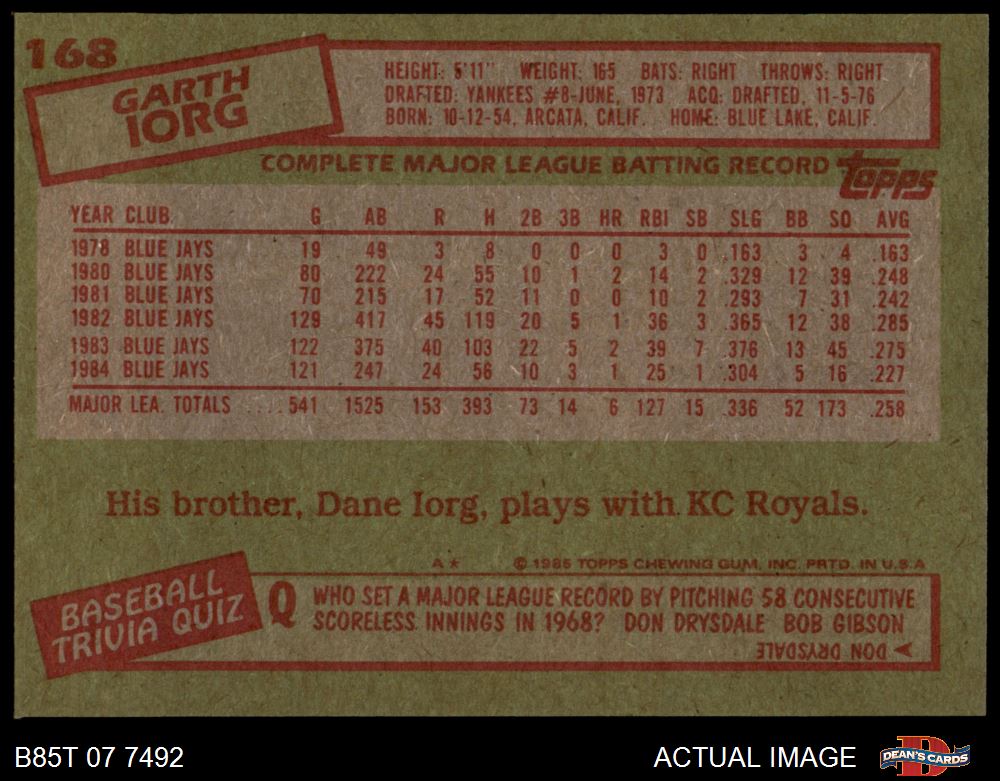 168
GARTH
IORG
HEIGHT: 5'11" WEIGHT: 165 BATS: RIGHT THROWS: RIGHT
DRAFTED: YANKEES #8-JUNE, 1973 ACQ: DRAFTED, 11-5-76
BORN: 10-12-54, ARCATA, CALIF. HOME: BLUE LAKE, CALIF.
COMPLETE MAJOR LEAGUE BATTING RECORD Topps
YEAR CLUB G AB R H 2B 3B HR RBI SB SLG BB SO AVG
1978 BLUE JAYS 19 49 3 8 0 0 0 3 0 .163 3 4 .163
1980 BLUE JAYS 80 222 24 55 10 1 2 14 2 .329 12 39 .248
1981 BLUE JAYS 70 215 17 52 11 0 0 10 2 .293 7 31 .242
1982 BLUE JAYS 129 417 45 119 20 5 1 36 3 .365 12 38 .285
1983 BLUE JAYS 122 375 40 103 22 5 2 39 7 .376 13 45 .275
1984 BLUE JAYS 121 247 24 56 10 3 1 25 1 .304 5 16 .227
MAJOR LEA. TOTALS .... 541 1525 153 393 73 14 6 127 15 .336 52 173 .258
His brother, Dane Iorg, plays with KC Royals.
A* © 1985 TOPPS CHEWING GUM, INC. PRTD. IN U.S.A
BASEBALL
TRIVIA QUIZ
Q WHO SET A MAJOR LEAGUE RECORD BY PITCHING 58 CONSECUTIVE
SCORELESS INNINGS IN 1968? DON DRYSDALE BOB GIBSON
DON DRYSDALE
B85T 07 7492
ACTUAL IMAGE
DEAN'S CARDS